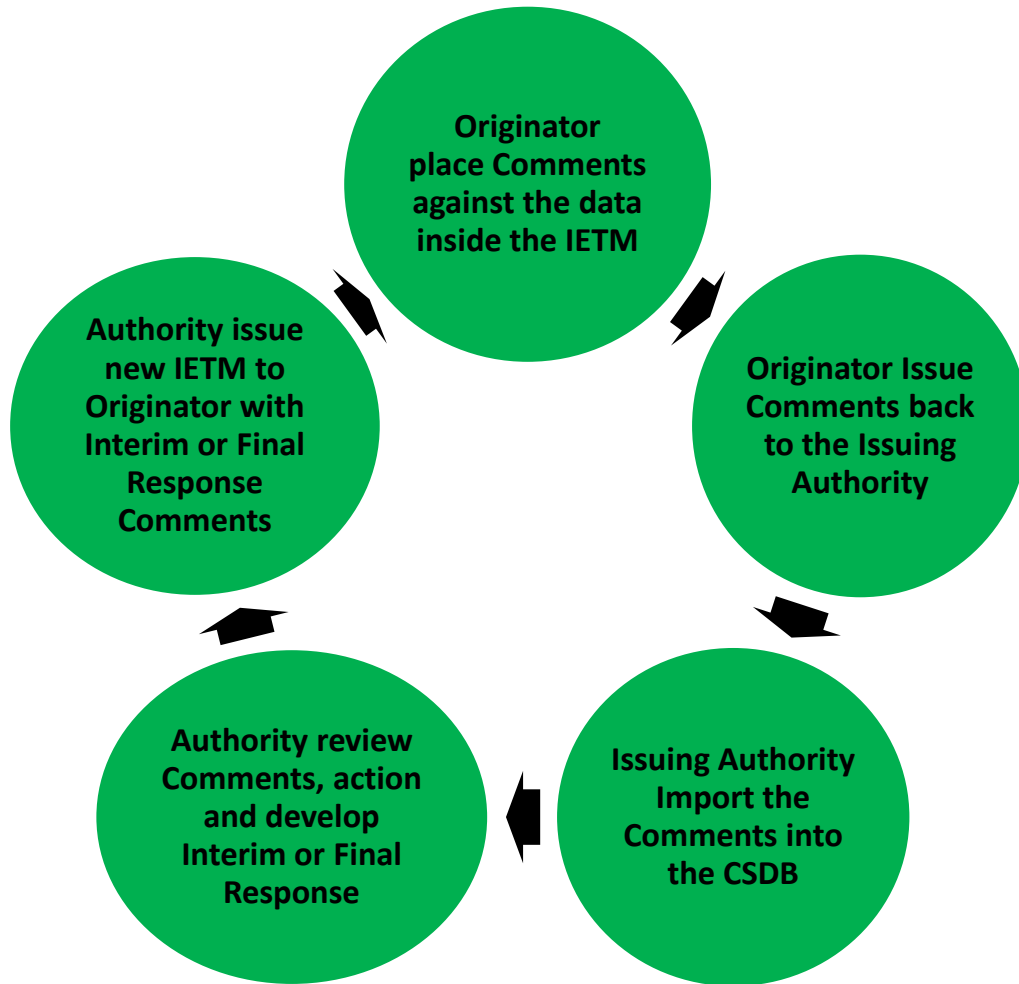 Originator
place Comments
against the data
inside the IETM
Originator Issue
Comments back
to the Issuing
Authority
Issuing Authority
Import the
Comments into
the CSDB
Authority review
Comments, action
and develop
Interim or Final
Response
Authority issue
new IETM to
Originator with
Interim or Final
Response
Comments